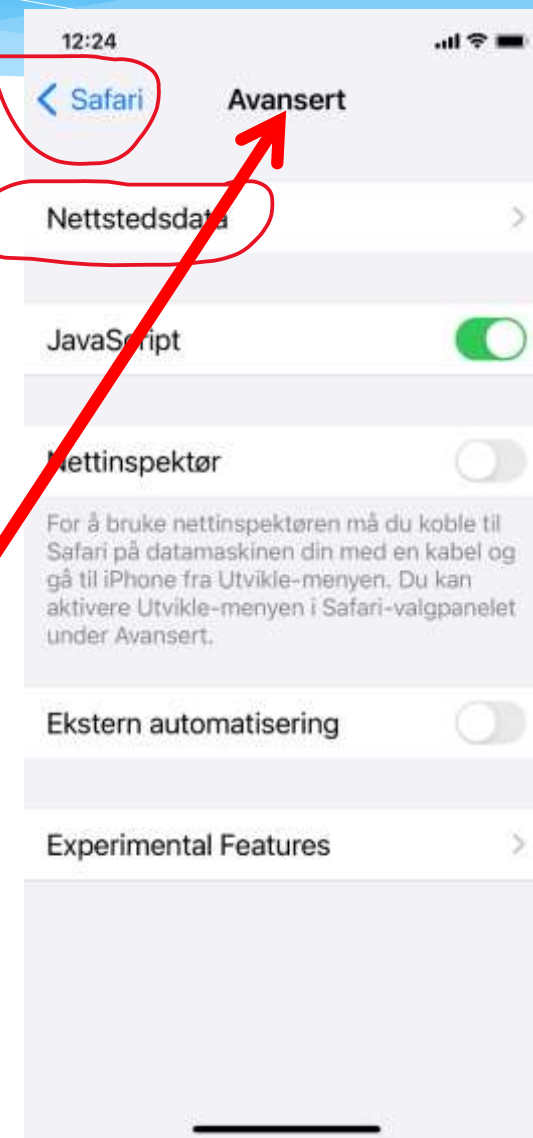 12:24
Safari
Avansert
Nettstedsdata
JavaScript
Nettinspektør
For å bruke nettinspektøren må du koble til
Safari på datamaskinen din med en kabel og
gå til iPhone fra Utvikle-menyen. Du kan
aktivere Utvikle-menyen i Safari-valgpanelet
under Avansert.
Ekstern automatisering
Experimental Features